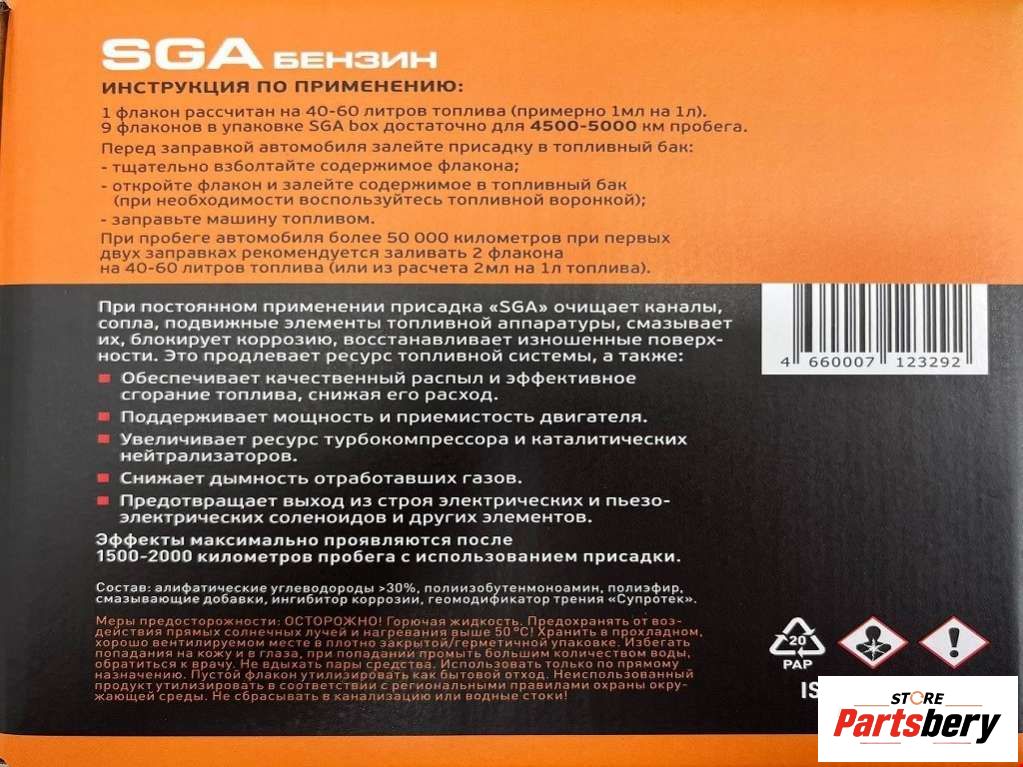 SGA БЕНЗИН
ИНСТРУКЦИЯ ПО ПРИМЕНЕНИЮ:
1 флакон рассчитан на 40-60 литров топлива (примерно 1мл на 1л).
9 флаконов в упаковке SGA box достаточно для 4500-5000 км пробега.
Перед заправкой автомобиля залейте присадку в топливный бак:
- тщательно взболтайте содержимое флакона;
- откройте флакон и залейте содержимое в топливный бак
(при необходимости воспользуйтесь топливной воронкой);
- заправьте машину топливом.
При пробеге автомобиля более 50 000 километров при первых
двух заправках рекомендуется заливать 2 флакона
на 40-60 литров топлива (или из расчета 2мл на 1л топлива).
При постоянном применении присадка «SGA» очищает каналы,
сопла, подвижные элементы топливной аппаратуры, смазывает
их, блокирует коррозию, восстанавливает изношенные поверх-
ности. Это продлевает ресурс топливной системы, а также:
Обеспечивает качественный распыл и эффективное
сгорание топлива, снижая его расход.
Поддерживает мощность и приемистость двигателя.
Увеличивает ресурс турбокомпрессора и каталитических
нейтрализаторов.
Снижает дымность отработавших газов.
Предотвращает выход из строя электрических и пьезо-
электрических соленоидов и других элементов.
Эффекты максимально проявляются после
1500-2000 километров пробега с использованием присадки.
4 660007 123292
Состав: алифатические углеводороды >30%, полиизобутенмоноамин, полиэфир,
смазывающие добавки, ингибитор коррозии, геомодификатор трения «Супротек».
Меры предосторожности: ОСТОРОЖНО! Горючая жидкость. Предохранять от воз-
действия прямых солнечных лучей и нагревания выше 50 °С! Хранить в прохладном,
хорошо вентилируемом месте в плотно закрытой/герметичной упаковке. Избегать
попадания на кожу и в глаза, при попадании промыть большим количеством воды,
обратиться к врачу. Не вдыхать пары средства. Использовать только по прямому
назначению. Пустой флакон утилизировать как бытовой отход. Неиспользованный
продукт утилизировать в соответствии с региональными правилами охраны окру-
жающей среды. Не сбрасывать в канализацию или водные стоки!
20
PAP
IS
STORE
Partsbery